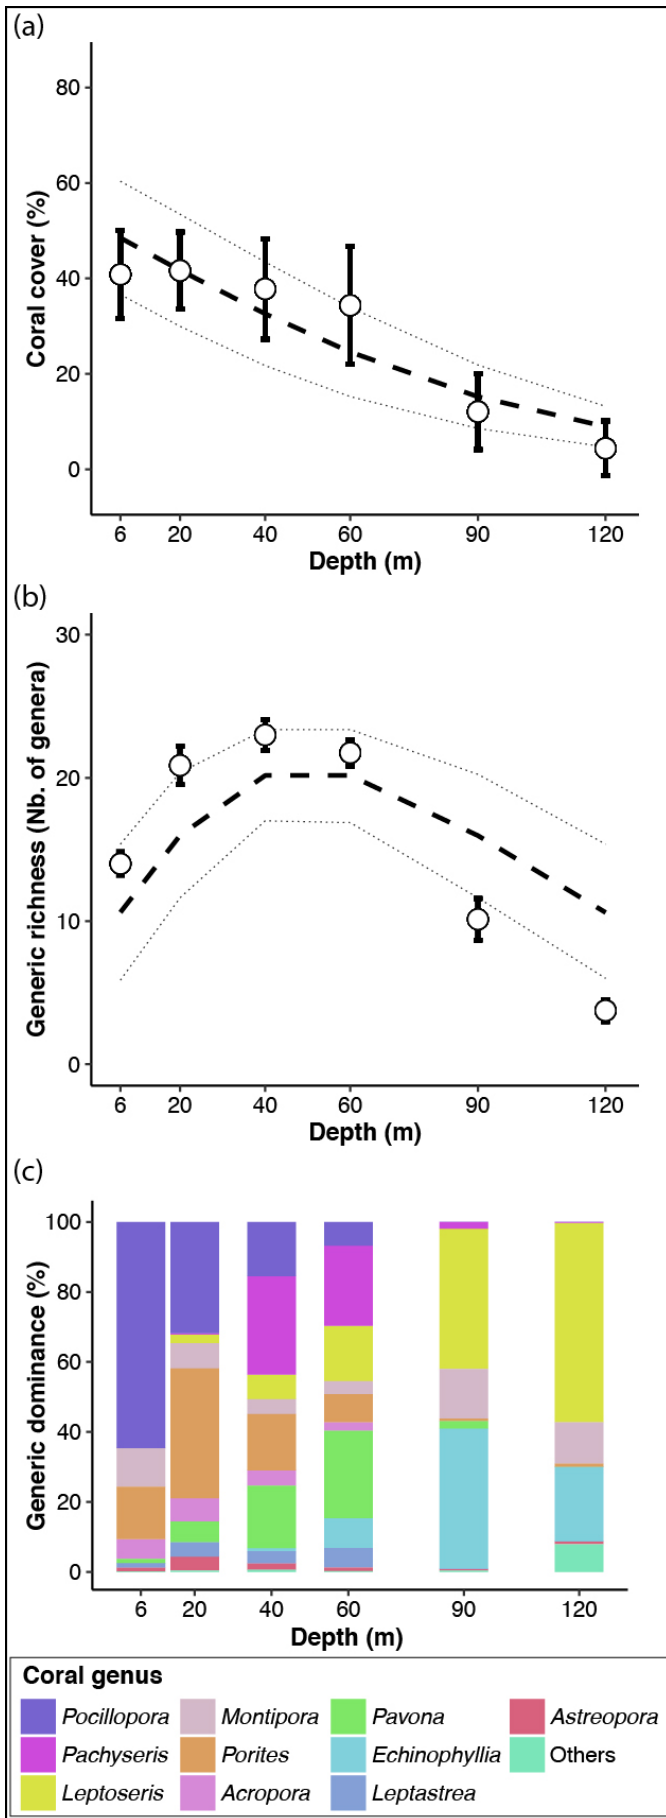 (a)
Coral cover (%)
80
60
40
20
0
6 20 40 60 90 120
Depth (m)
(b)
Generic richness (Nb. of genera)
30
20
10
0
6 20 40 60 90 120
Depth (m)
(c)
Generic dominance (%)
100
80
60
40
20
0
6 20 40 60 90 120
Depth (m)
Coral genus
Pocillopora Montipora Pavona Astreopora
Pachyseris Porites Echinophyllia Others
Leptoseris Acropora Leptastrea